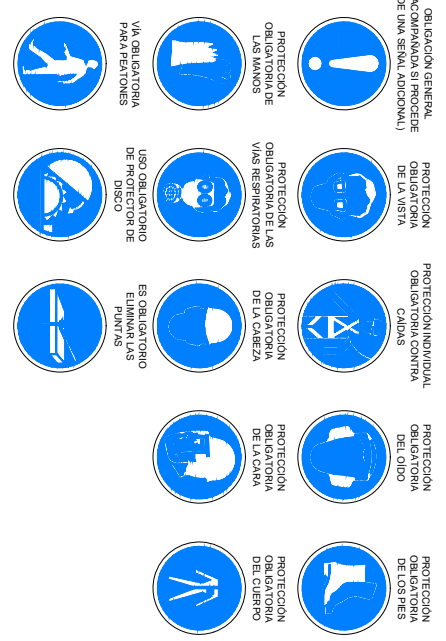 OBLIGACIÓN GENERAL
(ACOMPAÑADA SI PROCEDE
DE UNA SEÑAL ADICIONAL)
PROTECCIÓN
OBLIGATORIA
DE LA VISTA
PROTECCIÓN INDIVIDUAL
OBLIGATORIA CONTRA
CAÍDAS
PROTECCIÓN
OBLIGATORIA
DEL OÍDO
PROTECCIÓN
OBLIGATORIA
DE LOS PIES
PROTECCIÓN
OBLIGATORIA DE
LAS MANOS
PROTECCIÓN
OBLIGATORIA DE LAS
VÍAS RESPIRATORIAS
PROTECCIÓN
OBLIGATORIA
DE LA CABEZA
PROTECCIÓN
OBLIGATORIA
DE LA CARA
PROTECCIÓN
OBLIGATORIA
DEL CUERPO
VÍA OBLIGATORIA
PARA PEATONES
USO OBLIGATORIO
DE PROTECTOR DE
DISCO
ES OBLIGATORIO
ELIMINAR LAS
PUNTAS